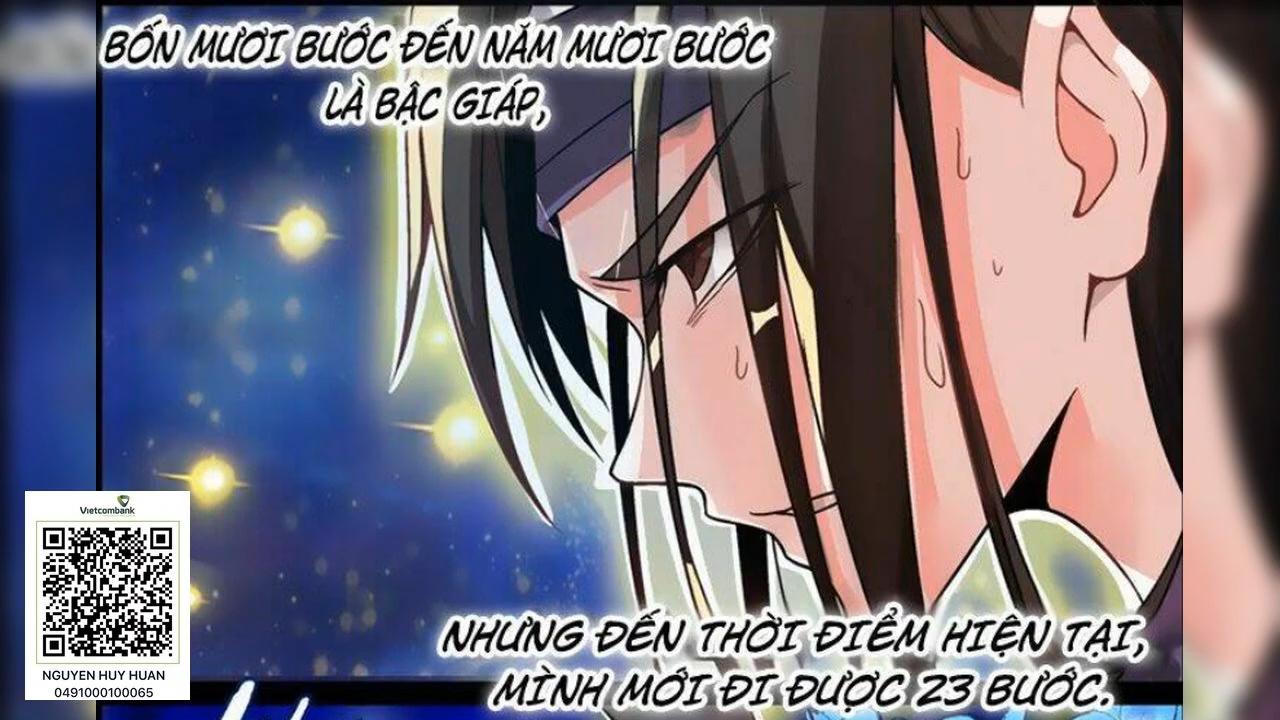 BỐN MƯƠI BƯỚC ĐẾN NĂM MƯƠI BƯỚC
LÀ BẬC GIÁP,
Vietcombank
NGUYEN HUY HUAN
0491000100065
NHƯNG ĐẾN THỜI ĐIỂM HIỆN TẠI,
MÌNH MỚI ĐI ĐƯỢC 23 BƯỚC.